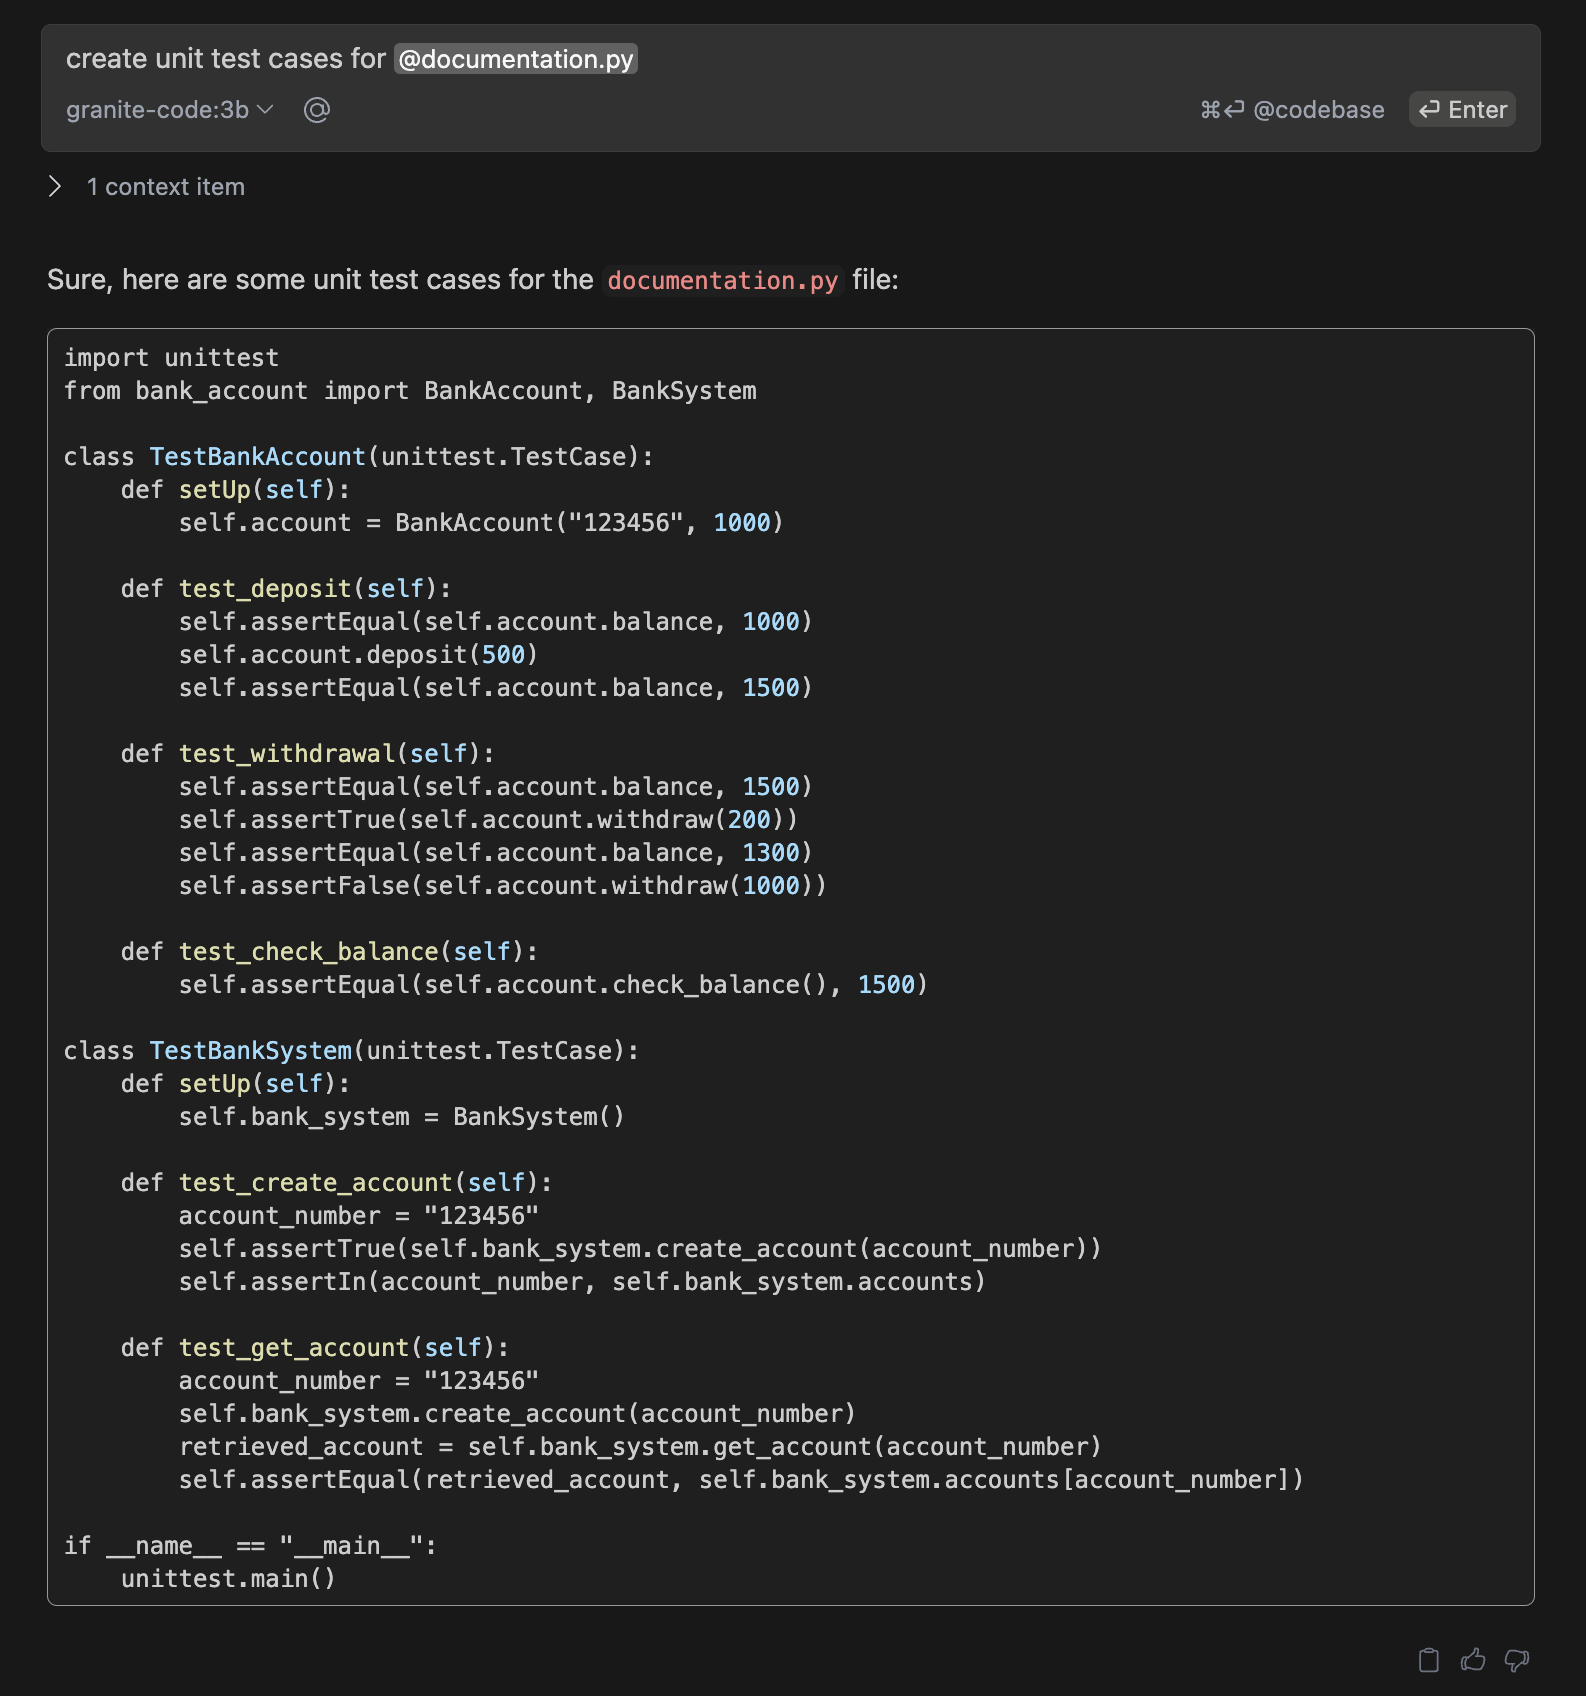 create unit test cases for @documentation.py
granite-code:3b @ ⌘⏎ @codebase ⏎ Enter
1 context item
Sure, here are some unit test cases for the documentation.py file:
import unittest
from bank_account import BankAccount, BankSystem

class TestBankAccount(unittest.TestCase):
    def setUp(self):
        self.account = BankAccount("123456", 1000)

    def test_deposit(self):
        self.assertEqual(self.account.balance, 1000)
        self.account.deposit(500)
        self.assertEqual(self.account.balance, 1500)

    def test_withdrawal(self):
        self.assertEqual(self.account.balance, 1500)
        self.assertTrue(self.account.withdraw(200))
        self.assertEqual(self.account.balance, 1300)
        self.assertFalse(self.account.withdraw(1000))

    def test_check_balance(self):
        self.assertEqual(self.account.check_balance(), 1500)

class TestBankSystem(unittest.TestCase):
    def setUp(self):
        self.bank_system = BankSystem()

    def test_create_account(self):
        account_number = "123456"
        self.assertTrue(self.bank_system.create_account(account_number))
        self.assertIn(account_number, self.bank_system.accounts)

    def test_get_account(self):
        account_number = "123456"
        self.bank_system.create_account(account_number)
        retrieved_account = self.bank_system.get_account(account_number)
        self.assertEqual(retrieved_account, self.bank_system.accounts[account_number])

if __name__ == "__main__":
    unittest.main()